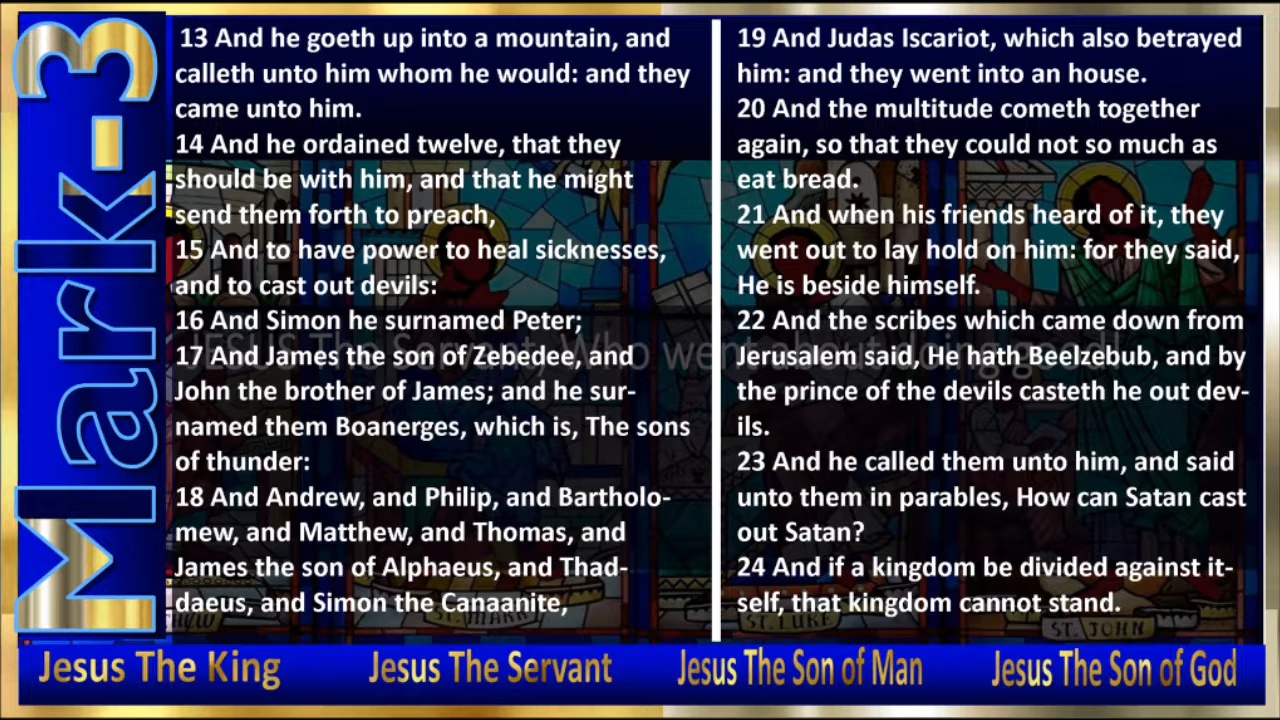 Mark-3
13 And he goeth up into a mountain, and
calleth unto him whom he would: and they
came unto him.
14 And he ordained twelve, that they
should be with him, and that he might
send them forth to preach,
15 And to have power to heal sicknesses,
and to cast out devils:
16 And Simon he surnamed Peter;
17 And James the son of Zebedee, and
John the brother of James; and he sur-
named them Boanerges, which is, The sons
of thunder:
18 And Andrew, and Philip, and Bartholo-
mew, and Matthew, and Thomas, and
James the son of Alphaeus, and Thad-
daeus, and Simon the Canaanite,
19 And Judas Iscariot, which also betrayed
him: and they went into an house.
20 And the multitude cometh together
again, so that they could not so much as
eat bread.
21 And when his friends heard of it, they
went out to lay hold on him: for they said,
He is beside himself.
22 And the scribes which came down from
Jerusalem said, He hath Beelzebub, and by
the prince of the devils casteth he out dev-
ils.
23 And he called them unto him, and said
unto them in parables, How can Satan cast
out Satan?
24 And if a kingdom be divided against it-
self, that kingdom cannot stand.
JESUS The Servant, Who went about doing good!
ST. MARK
ST. LUKE
ST. JOHN
Jesus The King
Jesus The Servant
Jesus The Son of Man
Jesus The Son of God